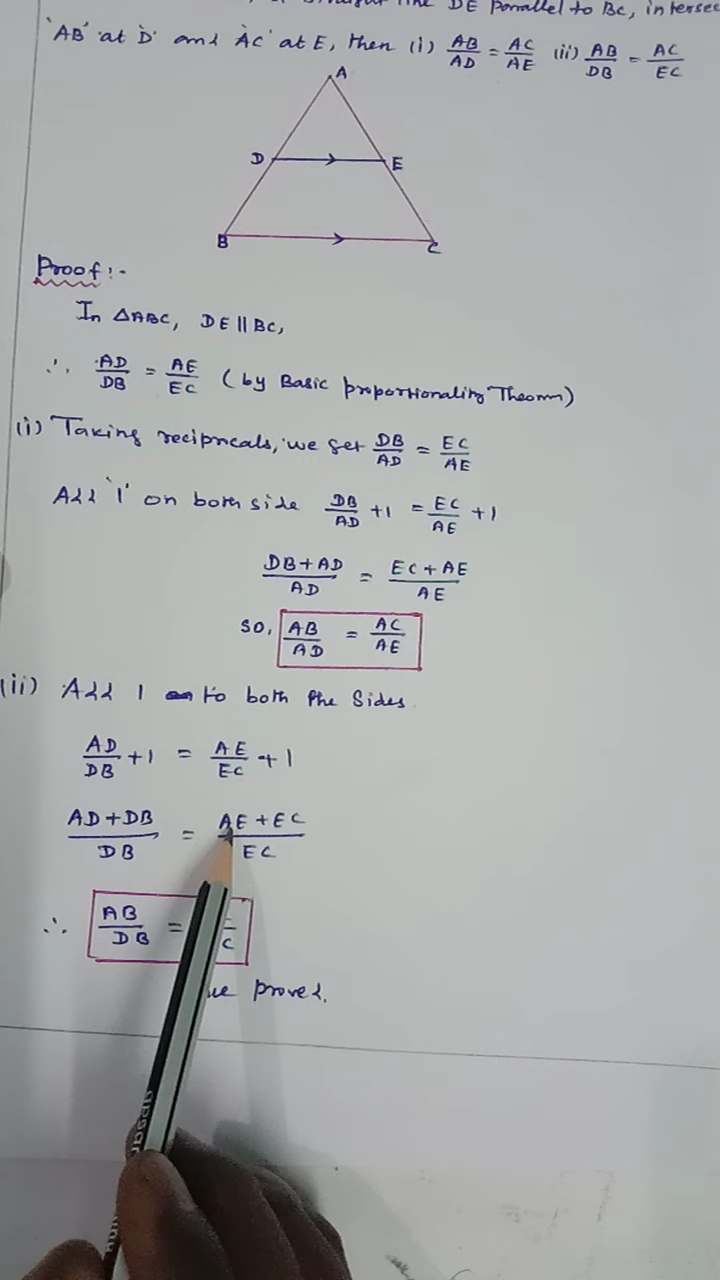 straight line DE parallel to BC, intersec
'AB' at 'D' and 'AC' at E, then (i) AB/AD = AC/AE (ii) AB/DB = AC/EC
A
D E
B C
Proof:-
In △ABC, DE || BC,
∴ AD/DB = AE/EC (by Basic proportionality Theorm)
(i) Taking reciprocals, we get DB/AD = EC/AE
Add '1' on both side DB/AD +1 = EC/AE +1
DB+AD/AD = EC+AE/AE
so, AB/AD = AC/AE
(ii) Add 1 to both the sides.
AD/DB +1 = AE/EC +1
AD+DB/DB = AE+EC/EC
∴ AB/DB = C
proved.